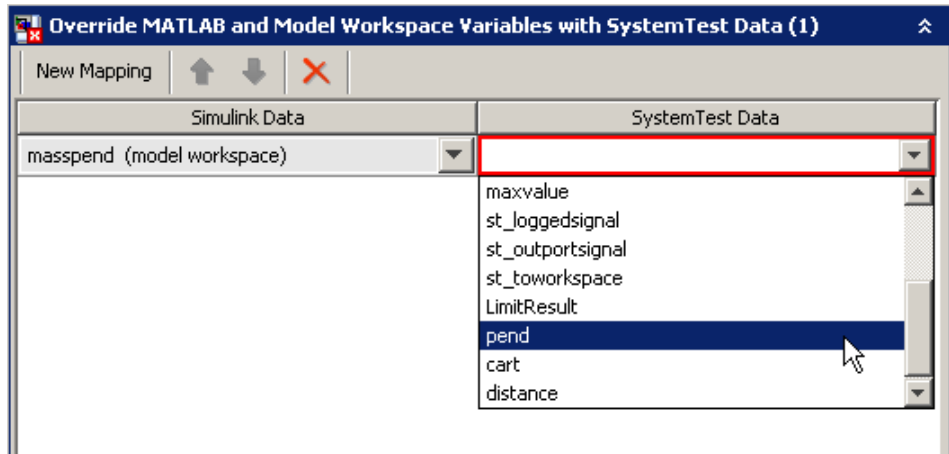 Override MATLAB and Model Workspace Variables with SystemTest Data (1)
New Mapping
Simulink Data SystemTest Data
masspend (model workspace)
maxvalue
st_loggedsignal
st_outportsignal
st_toworkspace
LimitResult
pend
cart
distance